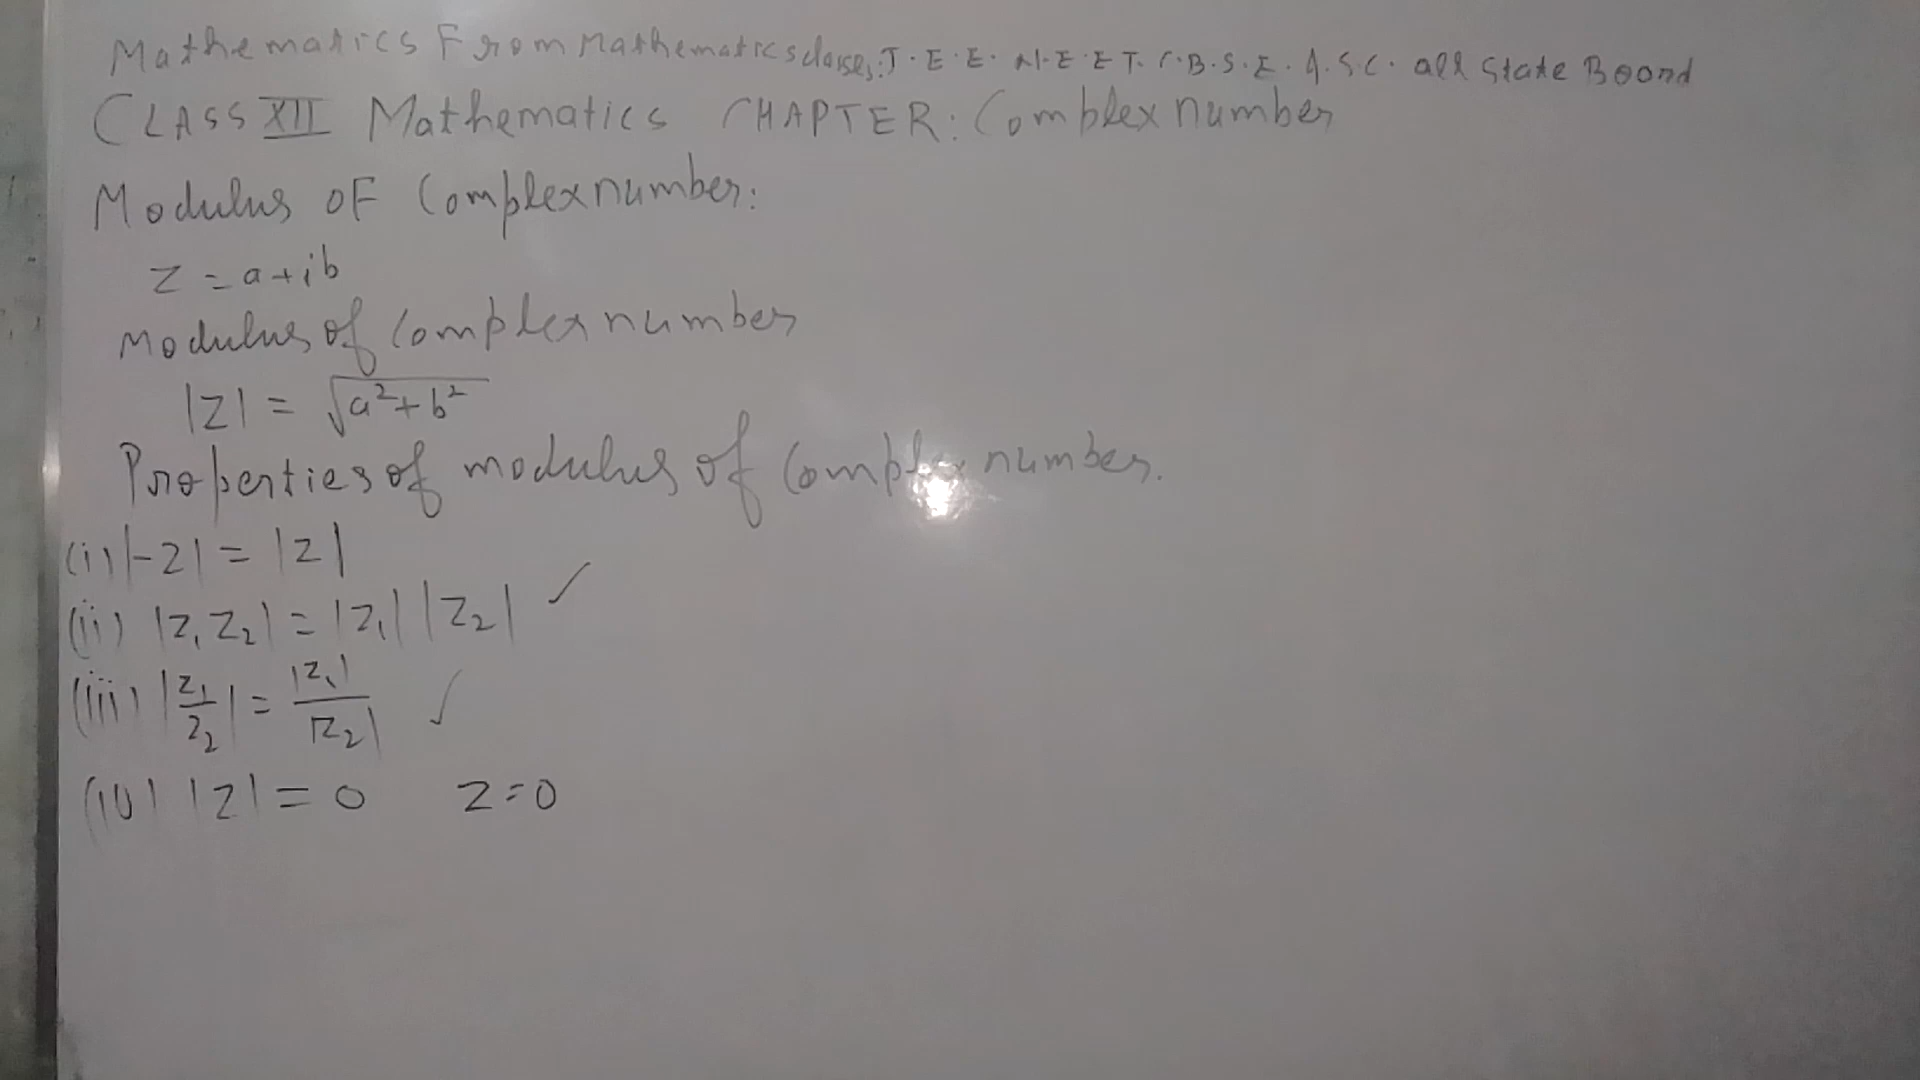 Mathematics From Mathematics classes: J.E.E. N.E.E.T. C.B.S.E. I.S.C. all State Boord
CLASS XII Mathematics CHAPTER: Complex number
Modulus OF Complex number:
z = a + ib
Modulus of complex number
|z| = √a²+b²
Properties of modulus of complex number.
(i) |-z| = |z|
(ii) |z₁z₂| = |z₁| |z₂| ✓
(iii) |z₁/z₂| = |z₁|/|z₂| ✓
(iv) |z| = 0 z = 0